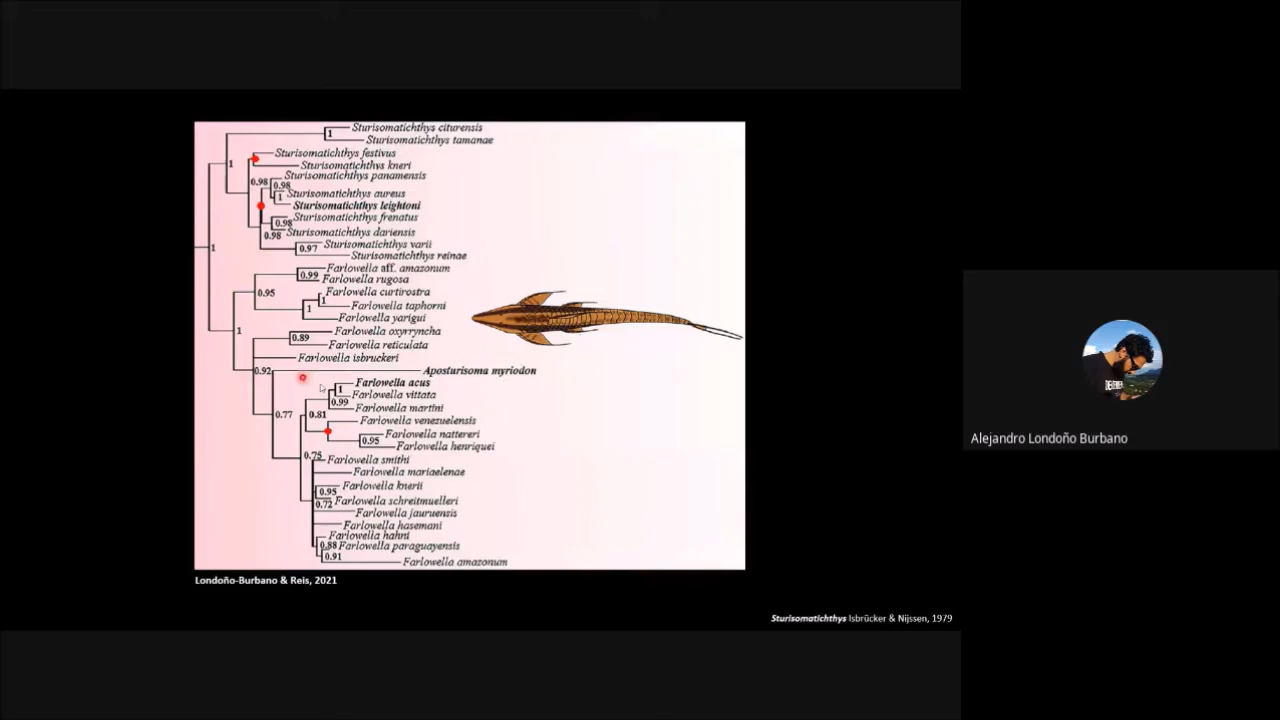 1
Sturisomatichthys citurensis
Sturisomatichthys tamanae
Sturisomatichthys festivus
1
Sturisomatichthys kneri
Sturisomatichthys panamensis
0.98
0.98
Sturisomatichthys aureus
1
Sturisomatichthys leightoni
Sturisomatichthys frenatus
0.98
Sturisomatichthys dariensis
0.98
Sturisomatichthys varii
1
0.97
Sturisomatichthys reinae
Farlowella aff. amazonum
0.99
Farlowella rugosa
0.95
Farlowella curtirostra
1
Farlowella taphorni
1
Farlowella yarigui
1
Farlowella oxyrryncha
0.89
Farlowella reticulata
Farlowella isbruckeri
0.92
Aposturisoma myriodon
Farlowella acus
1
Farlowella vittata
0.99
Farlowella martini
0.77
0.81
Farlowella venezuelensis
Farlowella nattereri
0.95
Farlowella henriquei
0.75
Farlowella smithi
Farlowella mariaelenae
Farlowella knerii
0.95
Farlowella schreitmuelleri
0.72
Farlowella jauruensis
Farlowella hasemani
Farlowella hahni
0.88
Farlowella paraguayensis
0.91
Farlowella amazonum
Londoño-Burbano & Reis, 2021
Sturisomatichthys Isbrücker & Nijssen, 1979
Alejandro Londoño Burbano